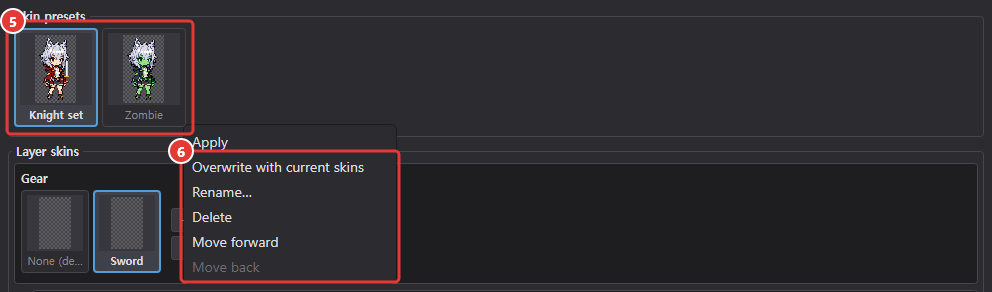 5
kin presets
Knight set
Zombie
6
Apply
Layer skins
Overwrite with current skins
Gear
Rename...
Delete
Move forward
None (de...
Sword
Move back